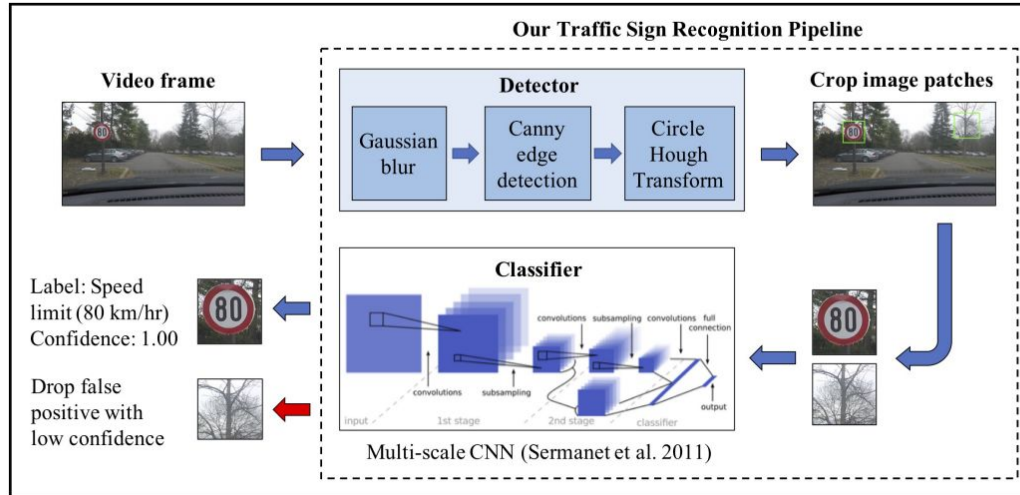 Our Traffic Sign Recognition Pipeline
Video frame
80
Detector
Gaussian
blur
Canny
edge
detection
Circle
Hough
Transform
Crop image patches
80
80
Classifier
convolutions
subsampling
convolutions
full
connection
convolutions
subsampling
output
input
1st stage
2nd stage
classifier
Multi-scale CNN (Sermanet et al. 2011)
Label: Speed
limit (80 km/hr)
Confidence: 1.00
80
Drop false
positive with
low confidence